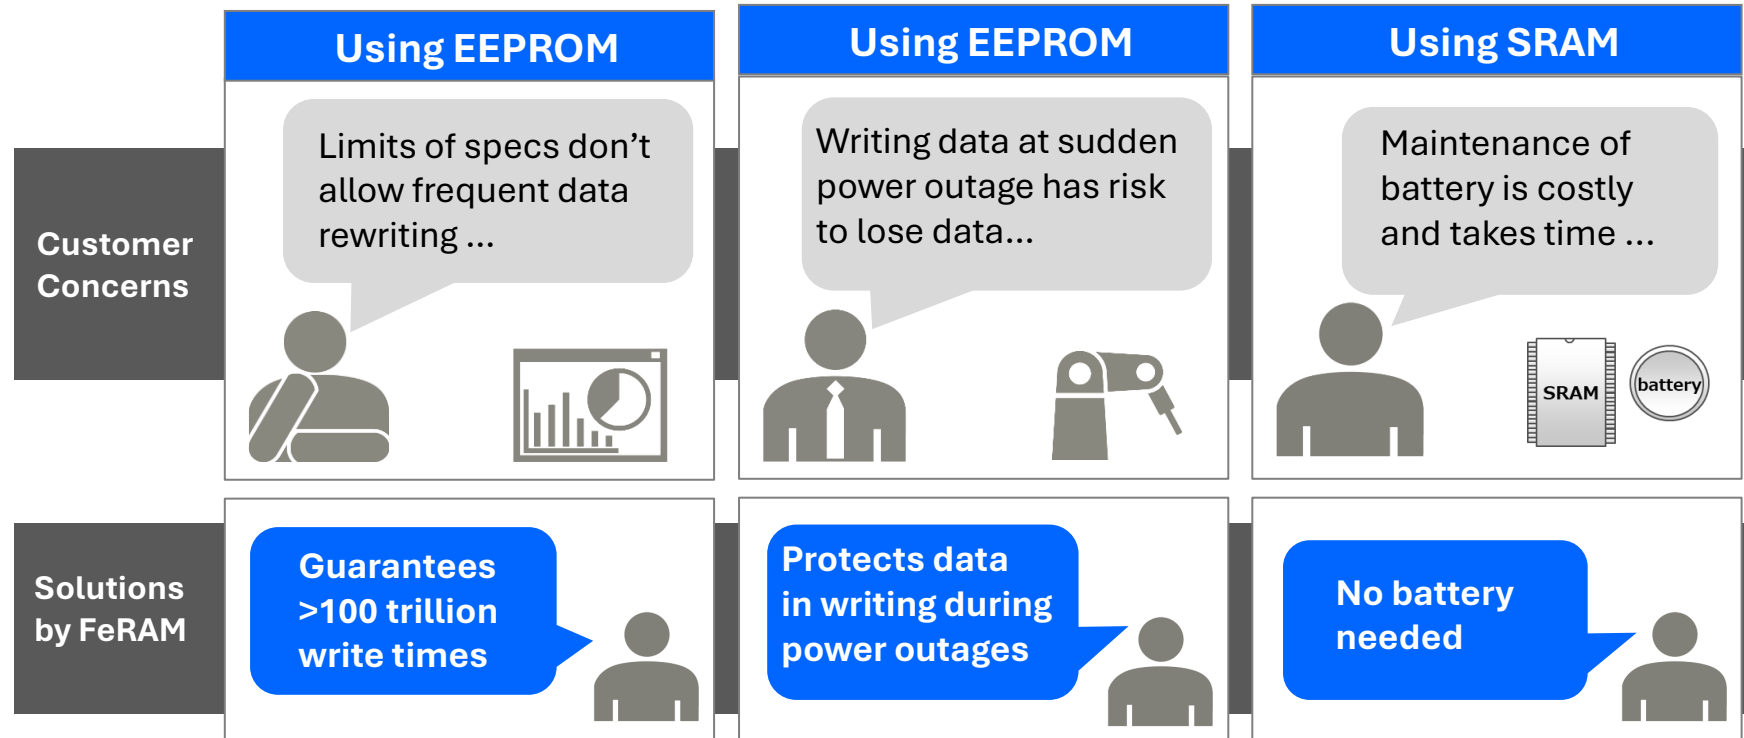 Using EEPROM
Using EEPROM
Using SRAM
Customer
Concerns
Limits of specs don’t
allow frequent data
rewriting ...
Writing data at sudden
power outage has risk
to lose data...
Maintenance of
battery is costly
and takes time ...
SRAM
battery
Solutions
by FeRAM
Guarantees
>100 trillion
write times
Protects data
in writing during
power outages
No battery
needed